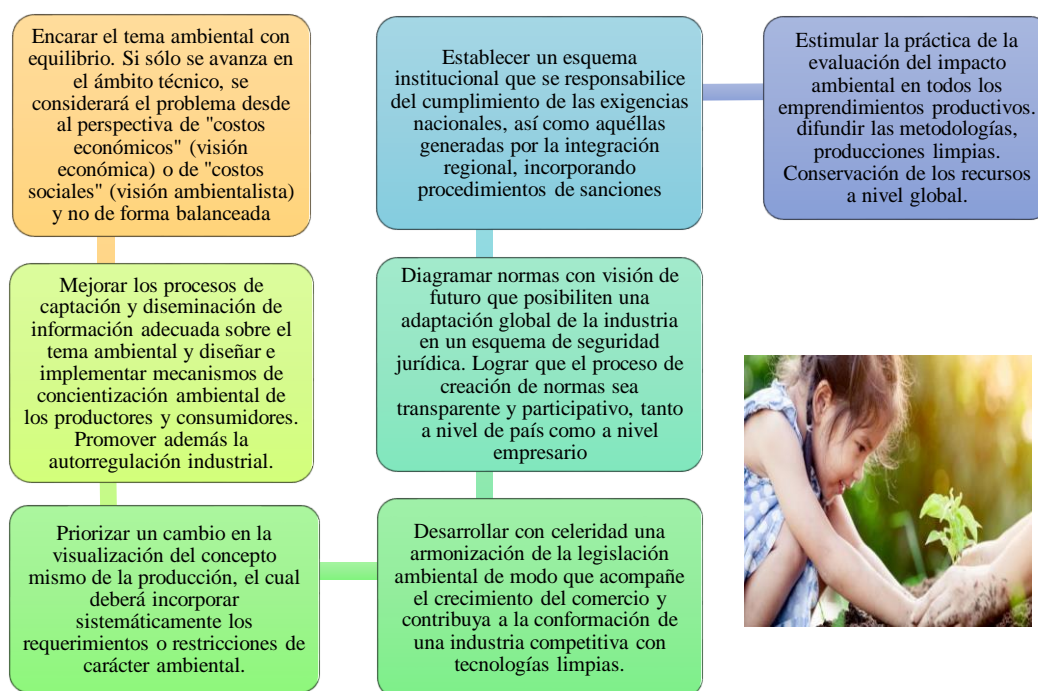 Encarar el tema ambiental con
equilibrio. Si sólo se avanza en
el ámbito técnico, se
considerará el problema desde
al perspectiva de "costos
económicos" (visión
económica) o de "costos
sociales" (visión ambientalista)
y no de forma balanceada
Mejorar los procesos de
captación y diseminación de
información adecuada sobre el
tema ambiental y diseñar e
implementar mecanismos de
concientización ambiental de
los productores y consumidores.
Promover además la
autorregulación industrial.
Priorizar un cambio en la
visualización del concepto
mismo de la producción, el cual
deberá incorporar
sistemáticamente los
requerimientos o restricciones de
carácter ambiental.
Desarrollar con celeridad una
armonización de la legislación
ambiental de modo que acompañe
el crecimiento del comercio y
contribuya a la conformación de
una industria competitiva con
tecnologías limpias.
Diagramar normas con visión de
futuro que posibiliten una
adaptación global de la industria
en un esquema de seguridad
jurídica. Lograr que el proceso de
creación de normas sea
transparente y participativo, tanto
a nivel de país como a nivel
empresario
Establecer un esquema
institucional que se responsabilice
del cumplimiento de las exigencias
nacionales, así como aquéllas
generadas por la integración
regional, incorporando
procedimientos de sanciones
Estimular la práctica de la
evaluación del impacto
ambiental en todos los
emprendimientos productivos.
difundir las metodologías,
producciones limpias.
Conservación de los recursos
a nivel global.